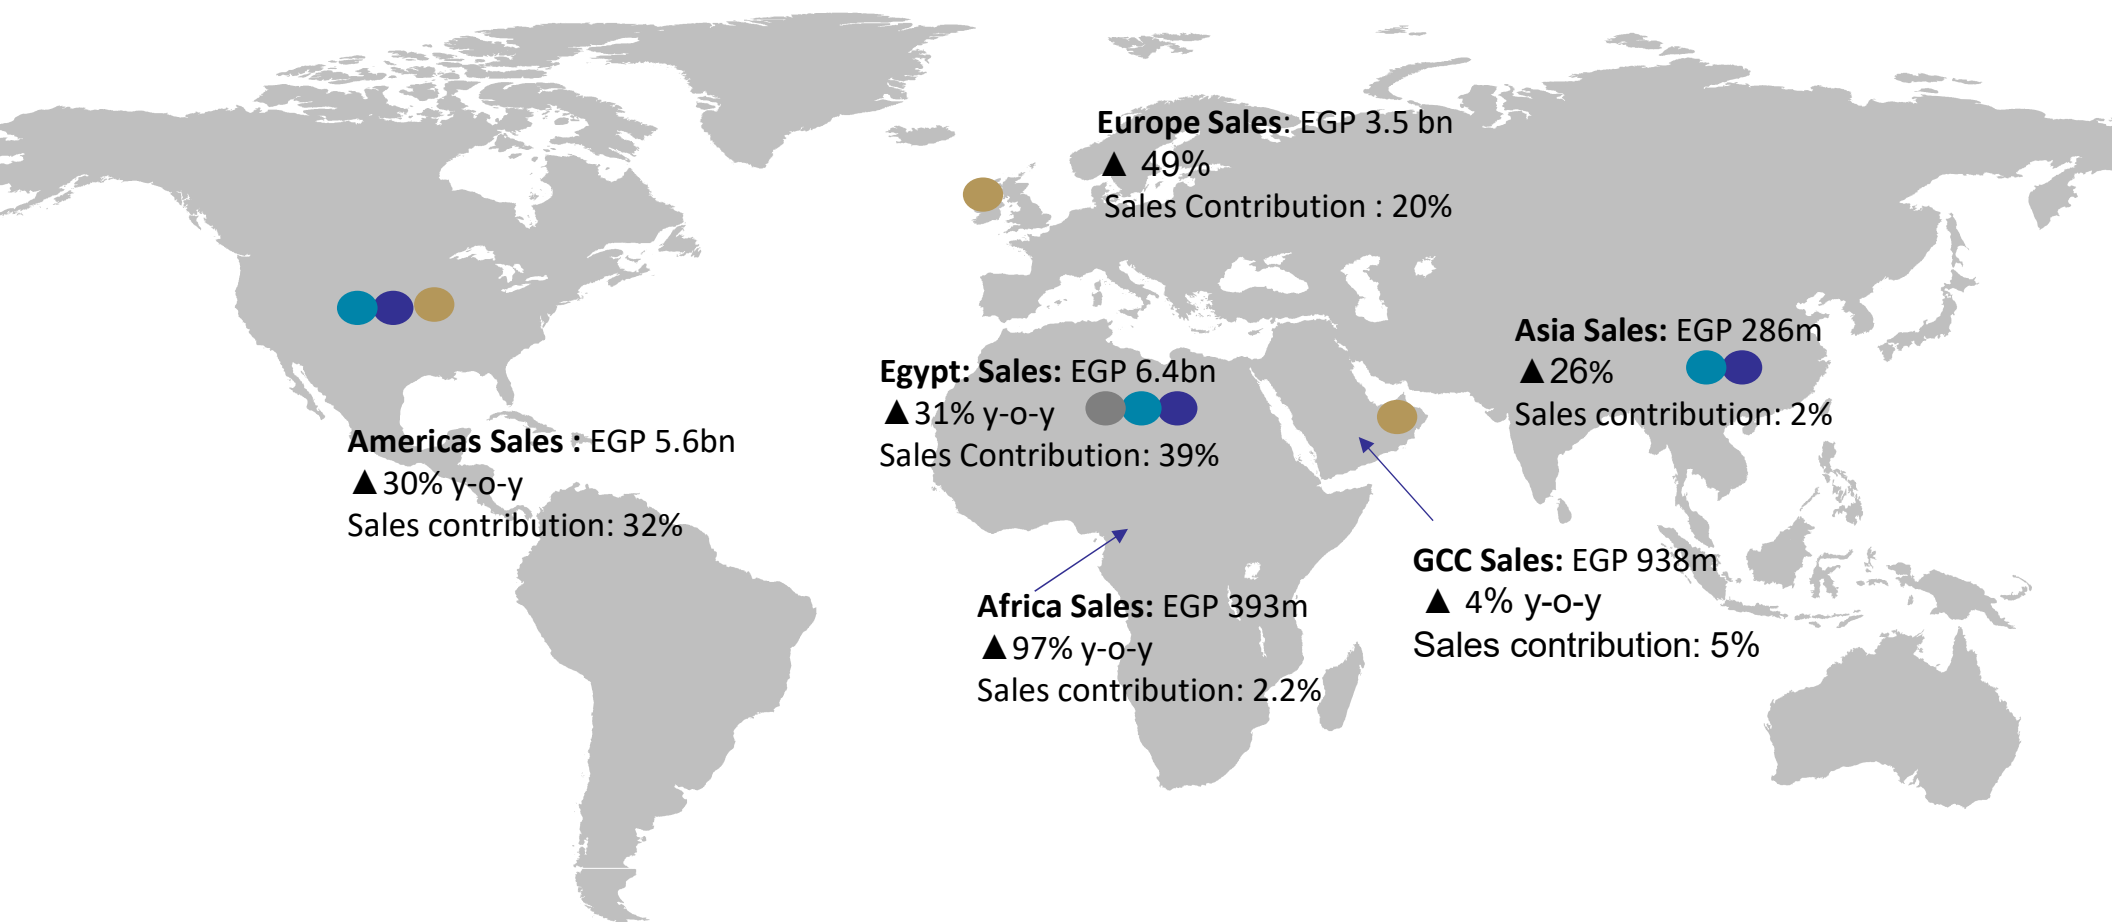 Europe Sales: EGP 3.5 bn
▲ 49%
Sales Contribution : 20%
Asia Sales: EGP 286m
▲26%
Sales contribution: 2%
Egypt: Sales: EGP 6.4bn
▲31% y-o-y
Sales Contribution: 39%
Americas Sales : EGP 5.6bn
▲30% y-o-y
Sales contribution: 32%
GCC Sales: EGP 938m
▲ 4% y-o-y
Sales contribution: 5%
Africa Sales: EGP 393m
▲97% y-o-y
Sales contribution: 2.2%